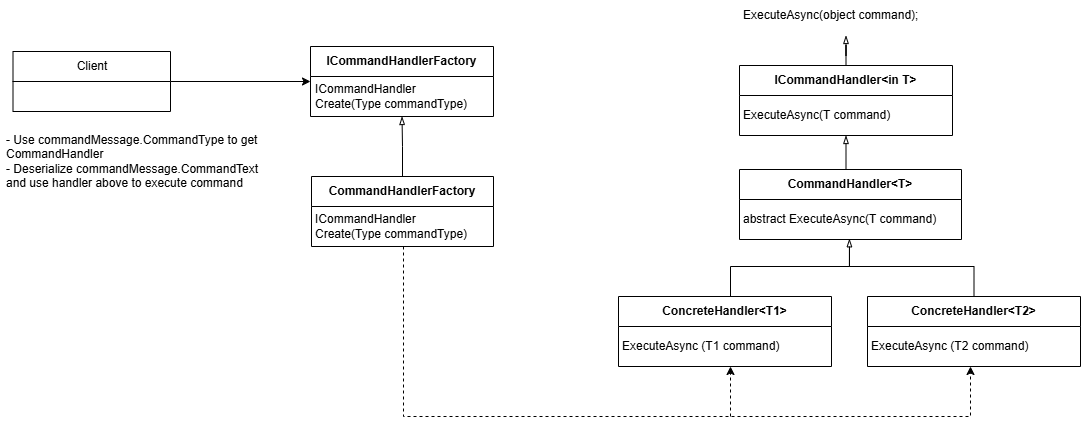 ExecuteAsync(object command);
Client
ICommandHandlerFactory
ICommandHandler
Create(Type commandType)
ICommandHandler<in T>
ExecuteAsync(T command)
- Use commandMessage.CommandType to get
CommandHandler
- Deserialize commandMessage.CommandText
and use handler above to execute command
CommandHandlerFactory
ICommandHandler
Create(Type commandType)
CommandHandler<T>
abstract ExecuteAsync(T command)
ConcreteHandler<T1>
ExecuteAsync (T1 command)
ConcreteHandler<T2>
ExecuteAsync (T2 command)